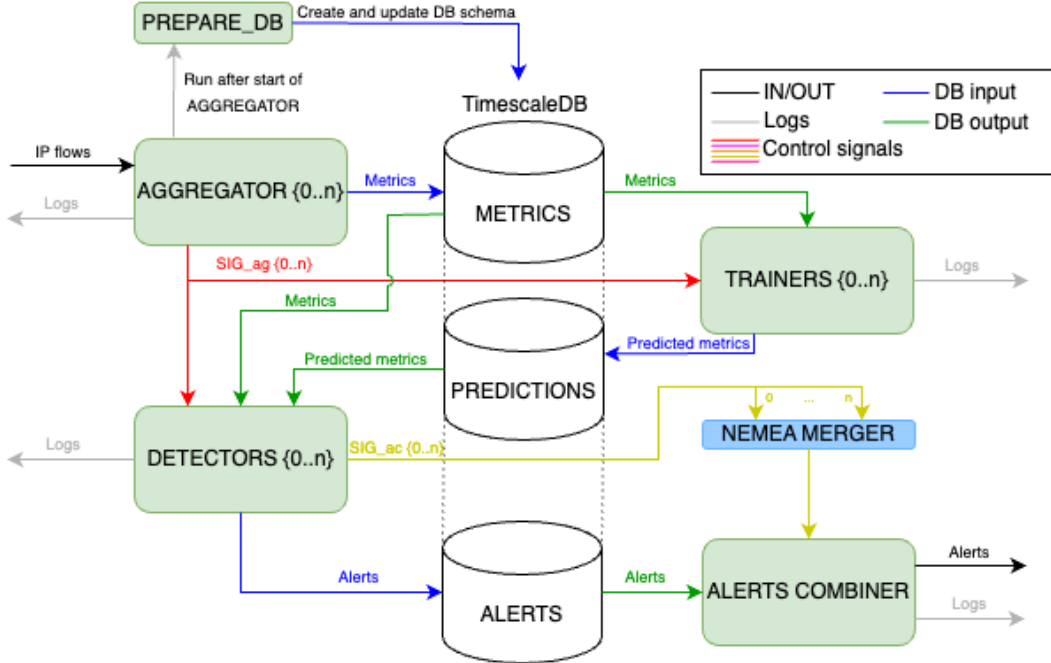 Create and update DB schema
PREPARE_DB
Run after start of
AGGREGATOR
TimescaleDB
IN/OUT
DB input
Logs
DB output
Control signals
IP flows
AGGREGATOR {0..n}
Metrics
METRICS
Metrics
Logs
SIG_ag {0..n}
TRAINERS {0..n}
Logs
Metrics
Predicted metrics
Predicted metrics
PREDICTIONS
0 ... n
NEMEA MERGER
Logs
DETECTORS {0..n}
SIG_ac {0..n}
Alerts
ALERTS
Alerts
ALERTS COMBINER
Alerts
Logs